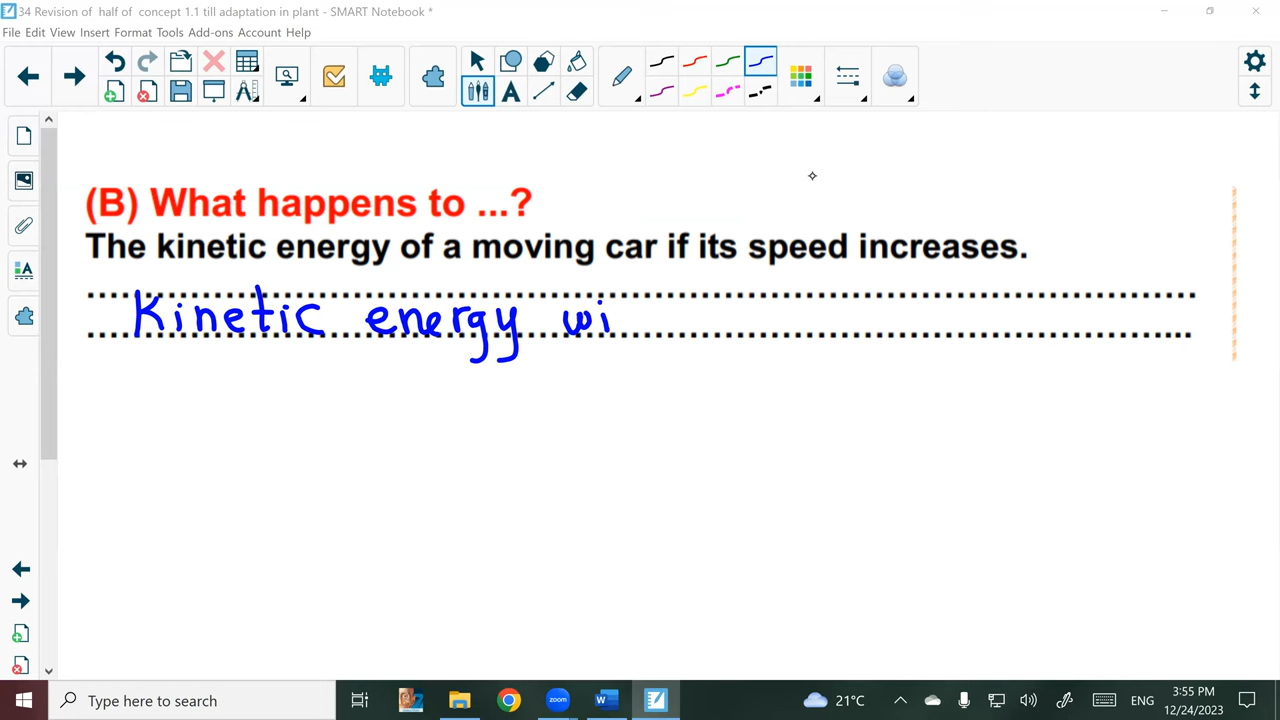 34 Revision of half of concept 1.1 till adaptation in plant - SMART Notebook *
File Edit View Insert Format Tools Add-ons Account Help
(B) What happens to ...?
The kinetic energy of a moving car if its speed increases.
Kinetic energy wi
Type here to search
zoom
21°C
ENG
3:55 PM
12/24/2023